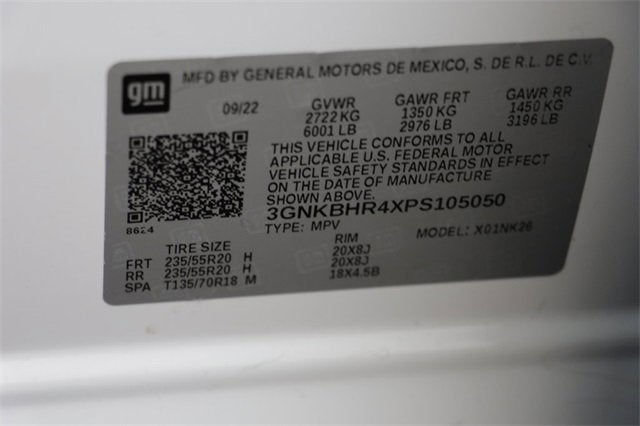 gm MFD BY GENERAL MOTORS DE MEXICO, S. DE R.L. DE C.V.
09/22 GVWR GAWR FRT GAWR RR
2722 KG 1350 KG 1450 KG
6001 LB 2976 LB 3196 LB
THIS VEHICLE CONFORMS TO ALL
APPLICABLE U.S. FEDERAL MOTOR
VEHICLE SAFETY STANDARDS IN EFFECT
ON THE DATE OF MANUFACTURE
SHOWN ABOVE.
3GNKBHR4XPS105050
8624 TYPE: MPV MODEL: X01NK26
TIRE SIZE RIM
FRT 235/55R20 H 20X8J
RR 235/55R20 H 20X8J
SPA T135/70R18 M 18X4.5B